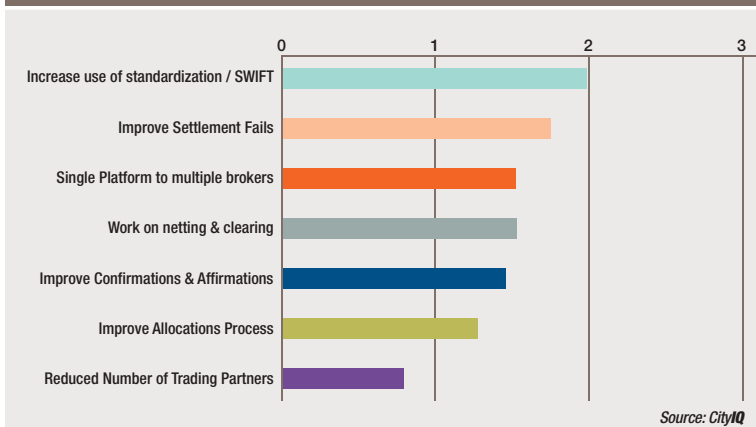 0 1 2 3
Increase use of standardization / SWIFT
Improve Settlement Fails
Single Platform to multiple brokers
Work on netting & clearing
Improve Confirmations & Affirmations
Improve Allocations Process
Reduced Number of Trading Partners
Source: CityIQ